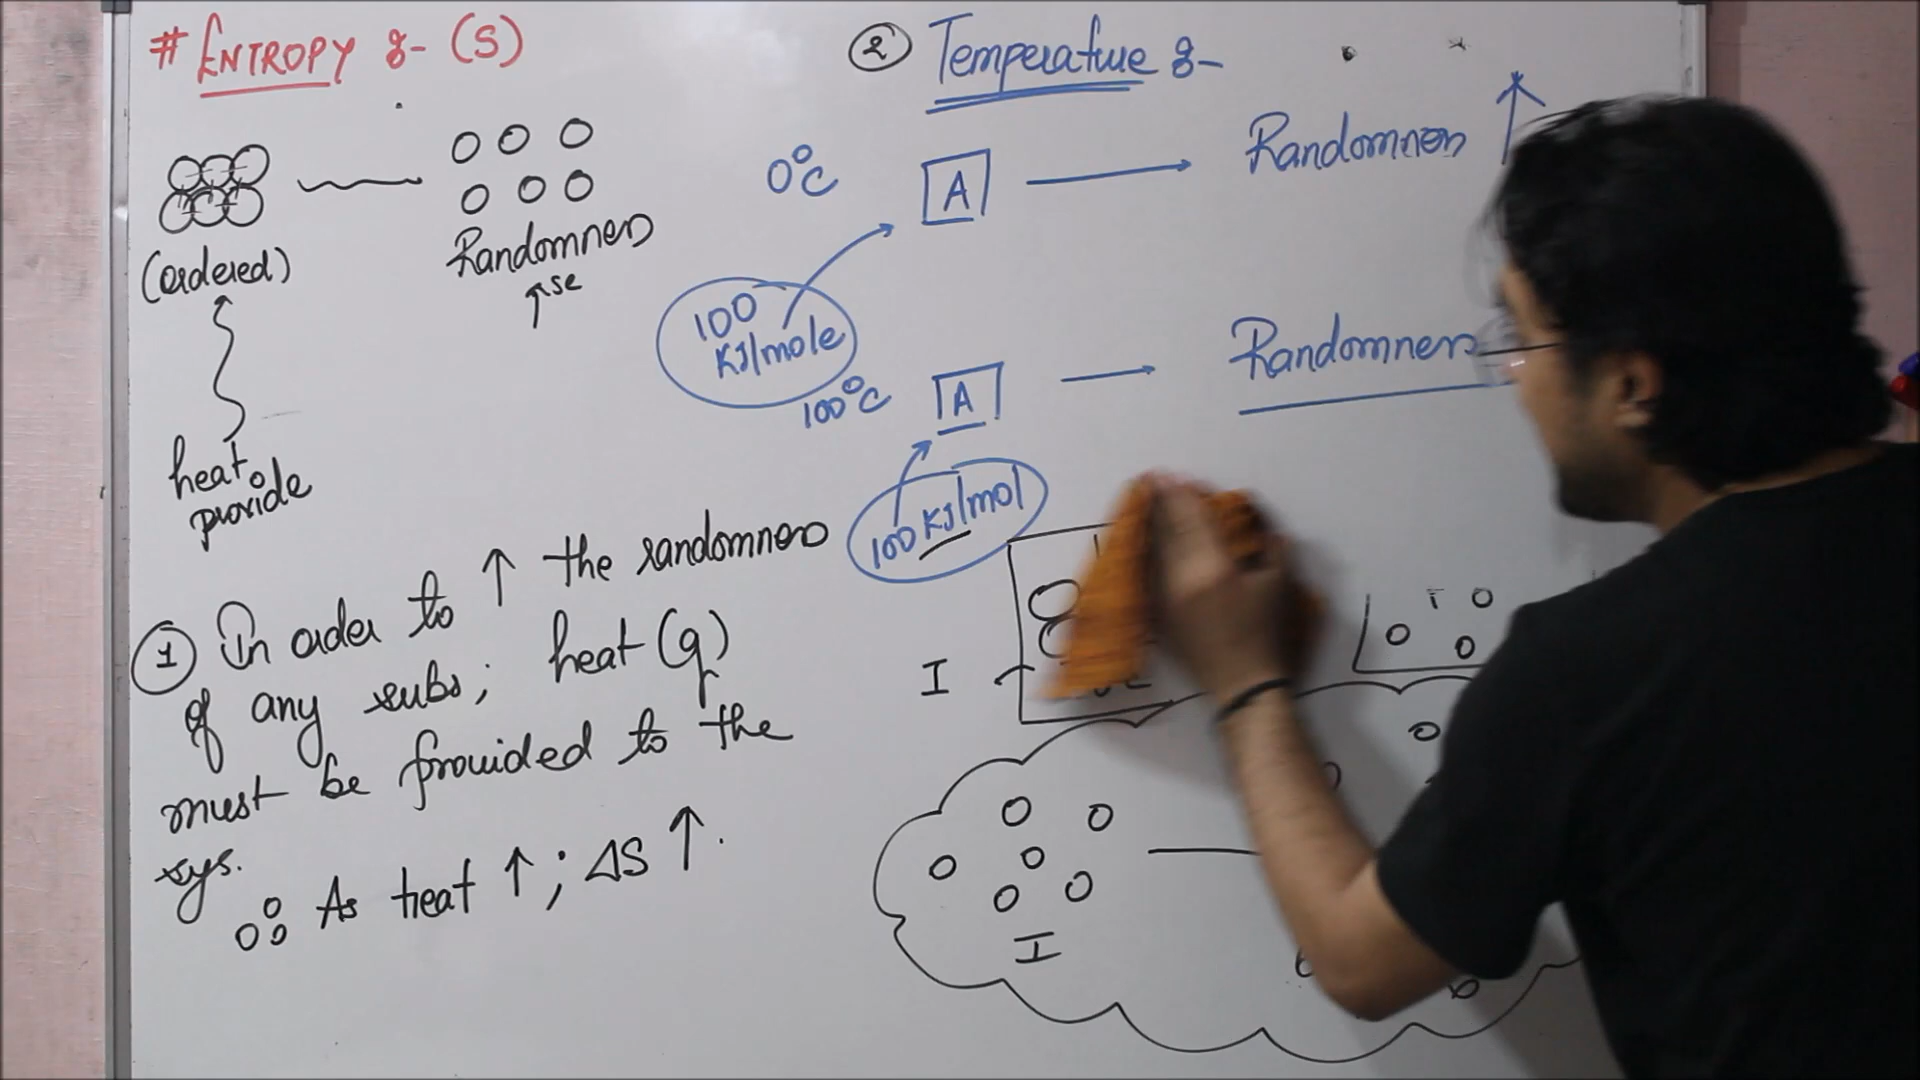 # ENTROPY :- (S)
(ordered)
Randomness
↑se
heat
provide
① In order to ↑ the randomness
of any subs; heat (q)
must be provided to the
sys.
∴ As heat ↑; ΔS ↑.
② Temperature :-
0°C A → Randomness ↑
100
KJ/mole
100°C A → Randomness
100 KJ/mol
I
I